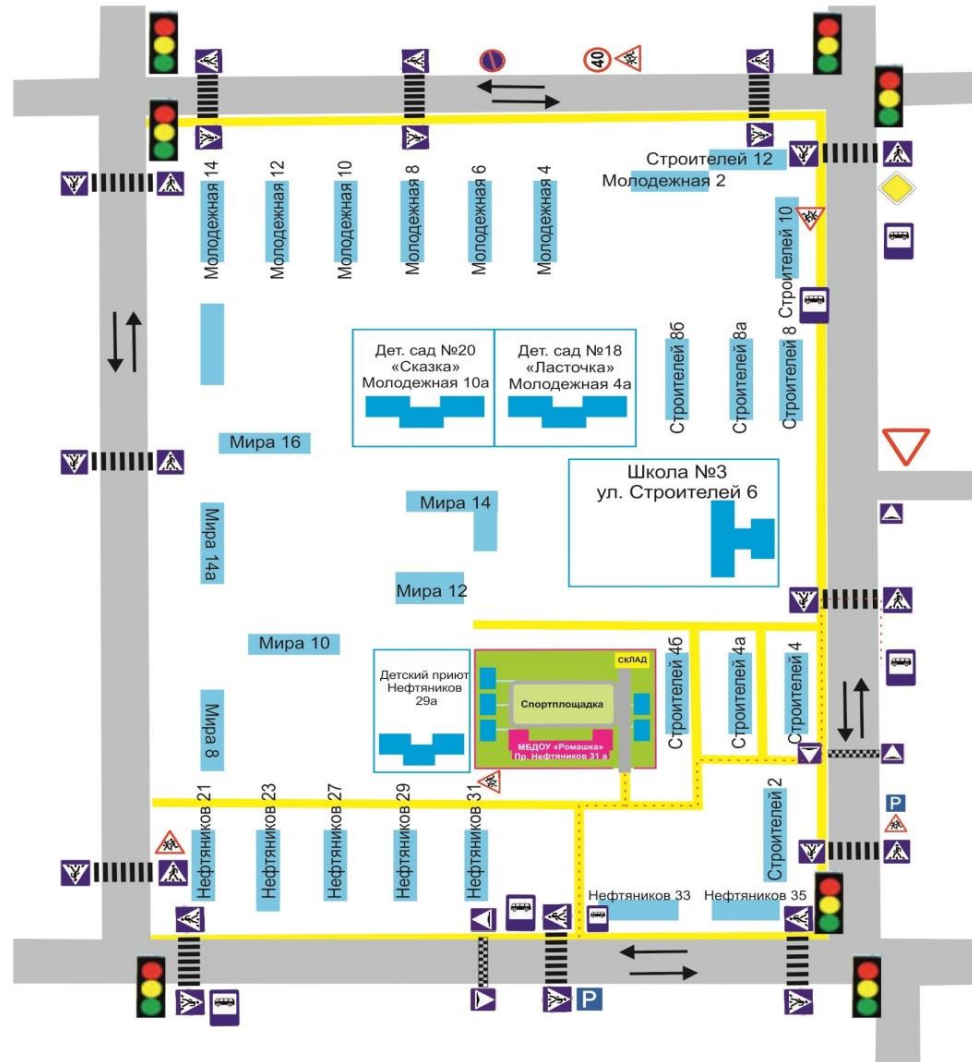 40
Строителей 12
Молодежная 2
Молодежная 14
Молодежная 12
Молодежная 10
Молодежная 8
Молодежная 6
Молодежная 4
Строителей 10
Дет. сад №20
«Сказка»
Молодежная 10а
Дет. сад №18
«Ласточка»
Молодежная 4а
Строителей 8б
Строителей 8а
Строителей 8
Мира 16
Школа №3
ул. Строителей 6
Мира 14
Мира 14а
Мира 12
Мира 10
Детский приют
Нефтяников
29а
СКЛАД
Спортплощадка
МБДОУ «Ромашка»
Пр. Нефтяников 31 а
Строителей 4б
Строителей 4а
Строителей 4
Мира 8
Нефтяников 21
Нефтяников 23
Нефтяников 27
Нефтяников 29
Нефтяников 31
Строителей 2
P
Нефтяников 33
Нефтяников 35
P